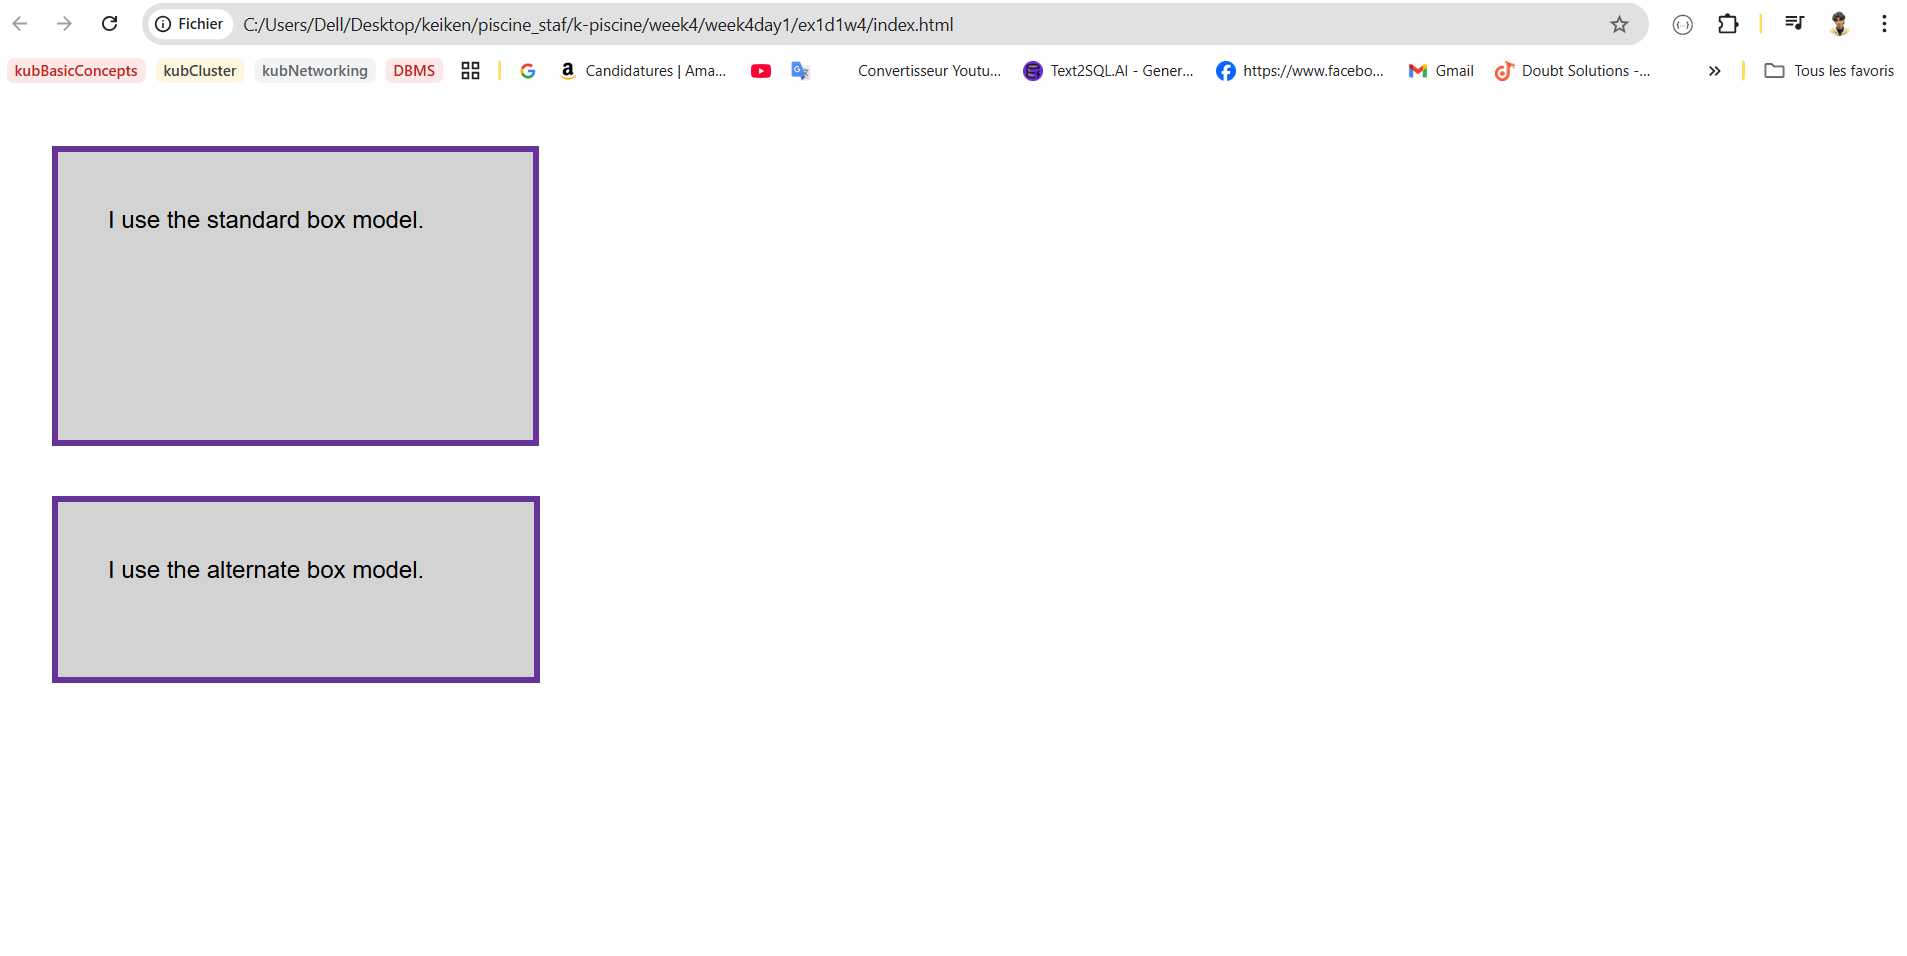 Fichier C:/Users/Dell/Desktop/keiken/piscine_staf/k-piscine/week4/week4day1/ex1d1w4/index.html
kubBasicConcepts kubCluster kubNetworking DBMS Candidatures | Ama... Convertisseur Youtu... Text2SQL.AI - Gener... https://www.facebo... Gmail Doubt Solutions -... Tous les favoris
I use the standard box model.
I use the alternate box model.